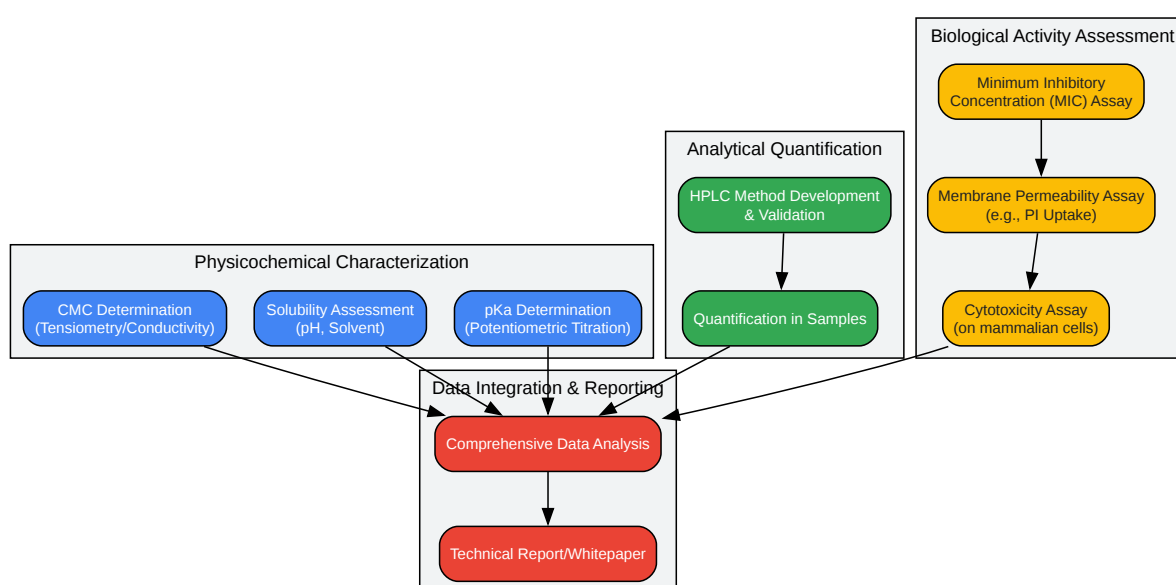 Biological Activity Assessment
Minimum Inhibitory
Concentration (MIC) Assay
Membrane Permeability Assay
(e.g., PI Uptake)
Cytotoxicity Assay
(on mammalian cells)
Analytical Quantification
HPLC Method Development
& Validation
Quantification in Samples
Physicochemical Characterization
CMC Determination
(Tensiometry/Conductivity)
Solubility Assessment
(pH, Solvent)
pKa Determination
(Potentiometric Titration)
Data Integration & Reporting
Comprehensive Data Analysis
Technical Report/Whitepaper